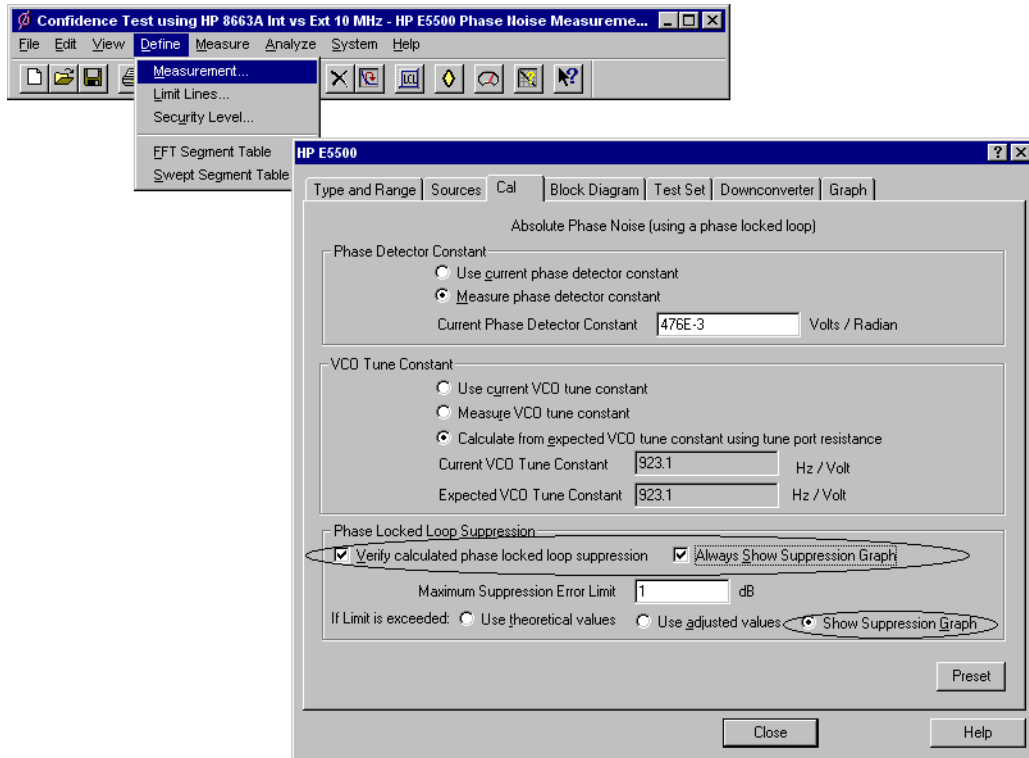 Confidence Test using HP 8663A Int vs Ext 10 MHz - HP E5500 Phase Noise Measureme...
File Edit View Define Measure Analyze System Help
Measurement...
Limit Lines...
Security Level...
FFT Segment Table
Swept Segment Table
HP E5500
Type and Range Sources Cal Block Diagram Test Set Downconverter Graph
Absolute Phase Noise (using a phase locked loop)
Phase Detector Constant
Use current phase detector constant
Measure phase detector constant
Current Phase Detector Constant 476E-3 Volts / Radian
VCO Tune Constant
Use current VCO tune constant
Measure VCO tune constant
Calculate from expected VCO tune constant using tune port resistance
Current VCO Tune Constant 923.1 Hz / Volt
Expected VCO Tune Constant 923.1 Hz / Volt
Phase Locked Loop Suppression
Verify calculated phase locked loop suppression Always Show Suppression Graph
Maximum Suppression Error Limit 1 dB
If Limit is exceeded: Use theoretical values Use adjusted values Show Suppression Graph
Preset
Close Help